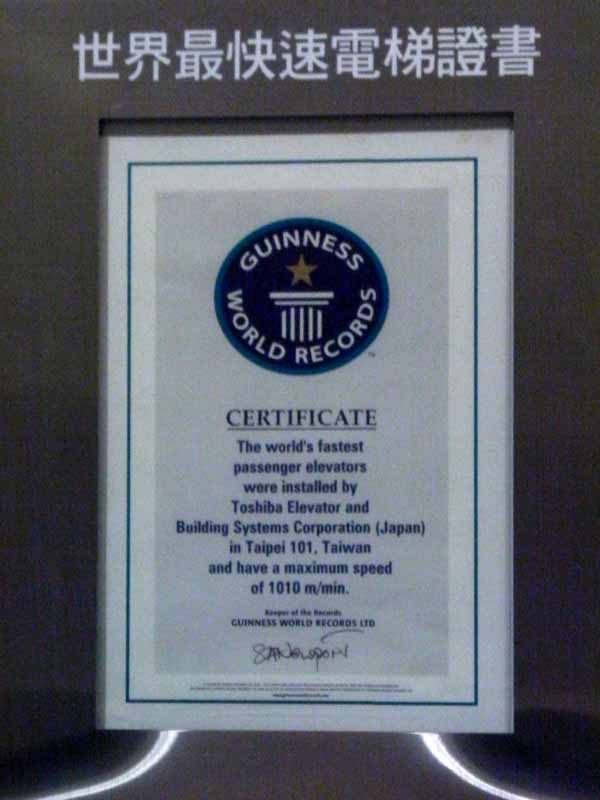 世界最快速電梯證書
GUINNESS
WORLD RECORDS
CERTIFICATE
The world's fastest
passenger elevators
were installed by
Toshiba Elevator and
Building Systems Corporation (Japan)
in Taipei 101, Taiwan
and have a maximum speed
of 1010 m/min.
Keeper of the Records
GUINNESS WORLD RECORDS LTD